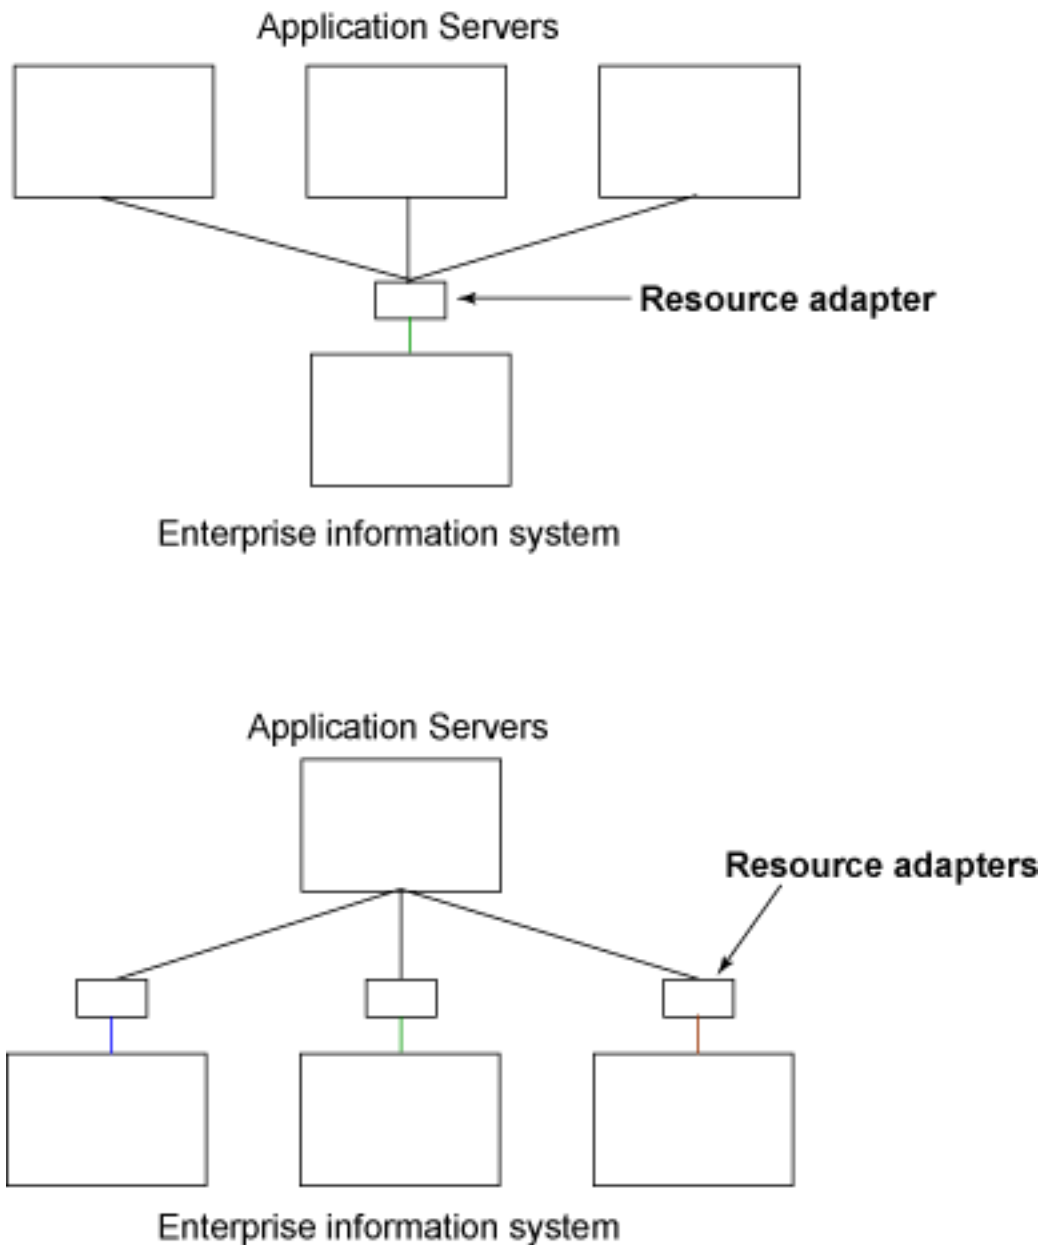 Application Servers
Resource adapter
Enterprise information system
Application Servers
Resource adapters
Enterprise information system